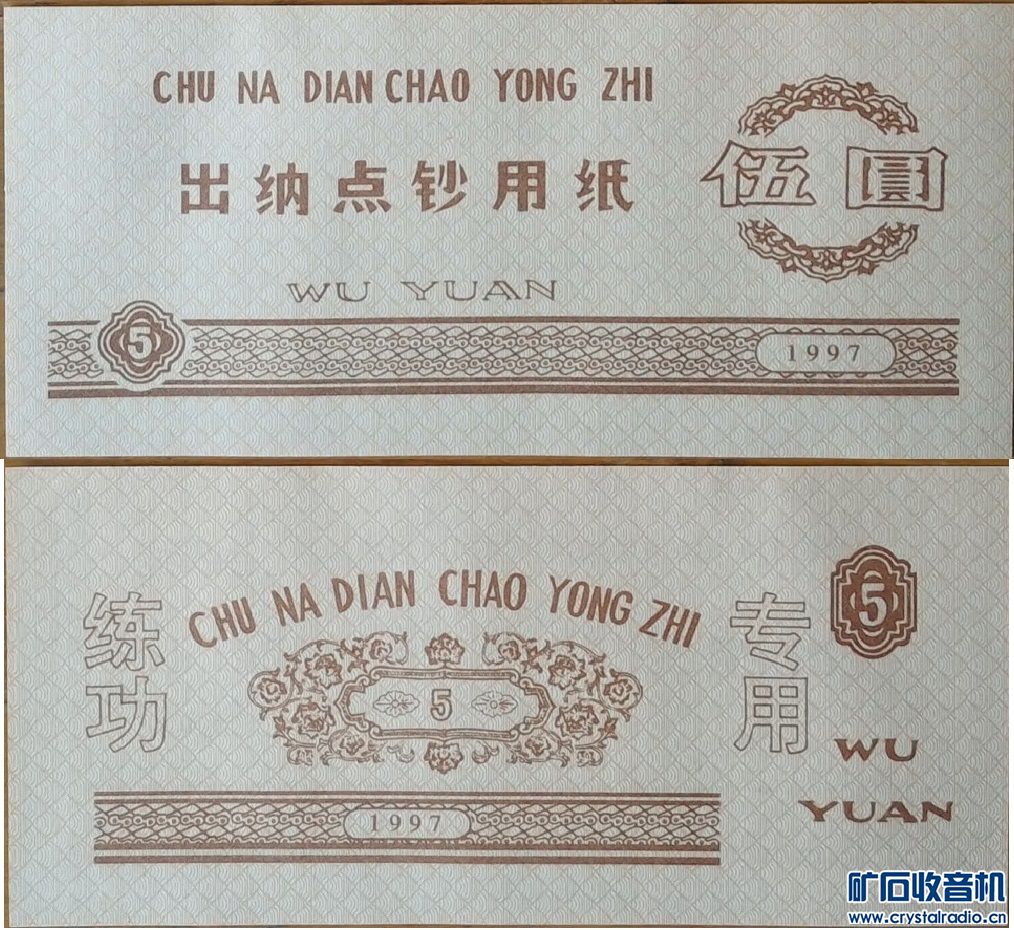 CHU NA DIAN CHAO YONG ZHI
出纳点钞用纸
伍圓
WU YUAN
5
1997
CHU NA DIAN CHAO YONG ZHI
练功
专用
5
5
WU
YUAN
1997
矿石收音机
www.crystalradio.cn